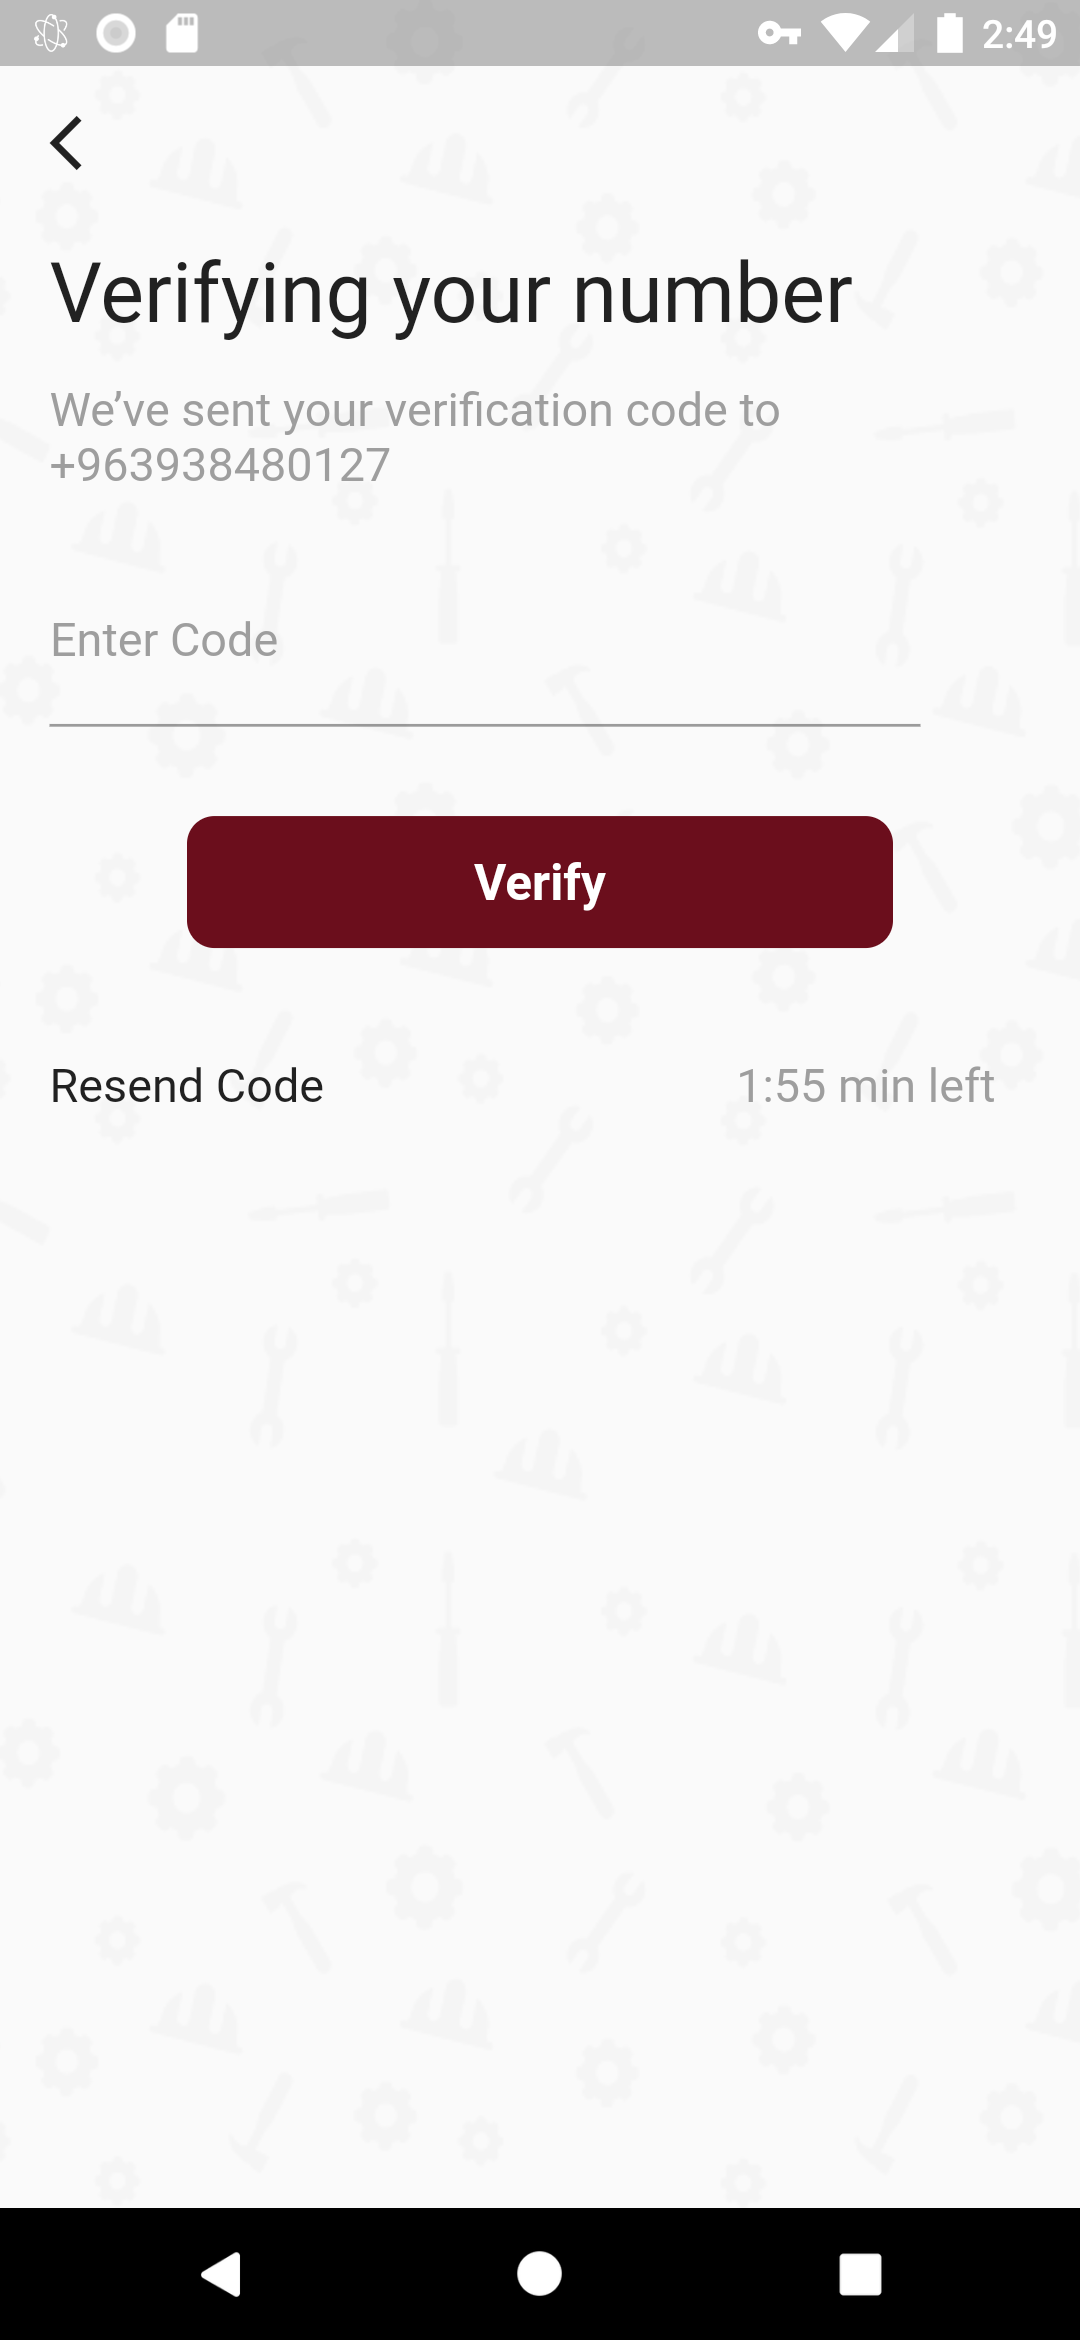 2:49
Verifying your number
We’ve sent your verification code to
+963938480127
Enter Code
Verify
Resend Code
1:55 min left